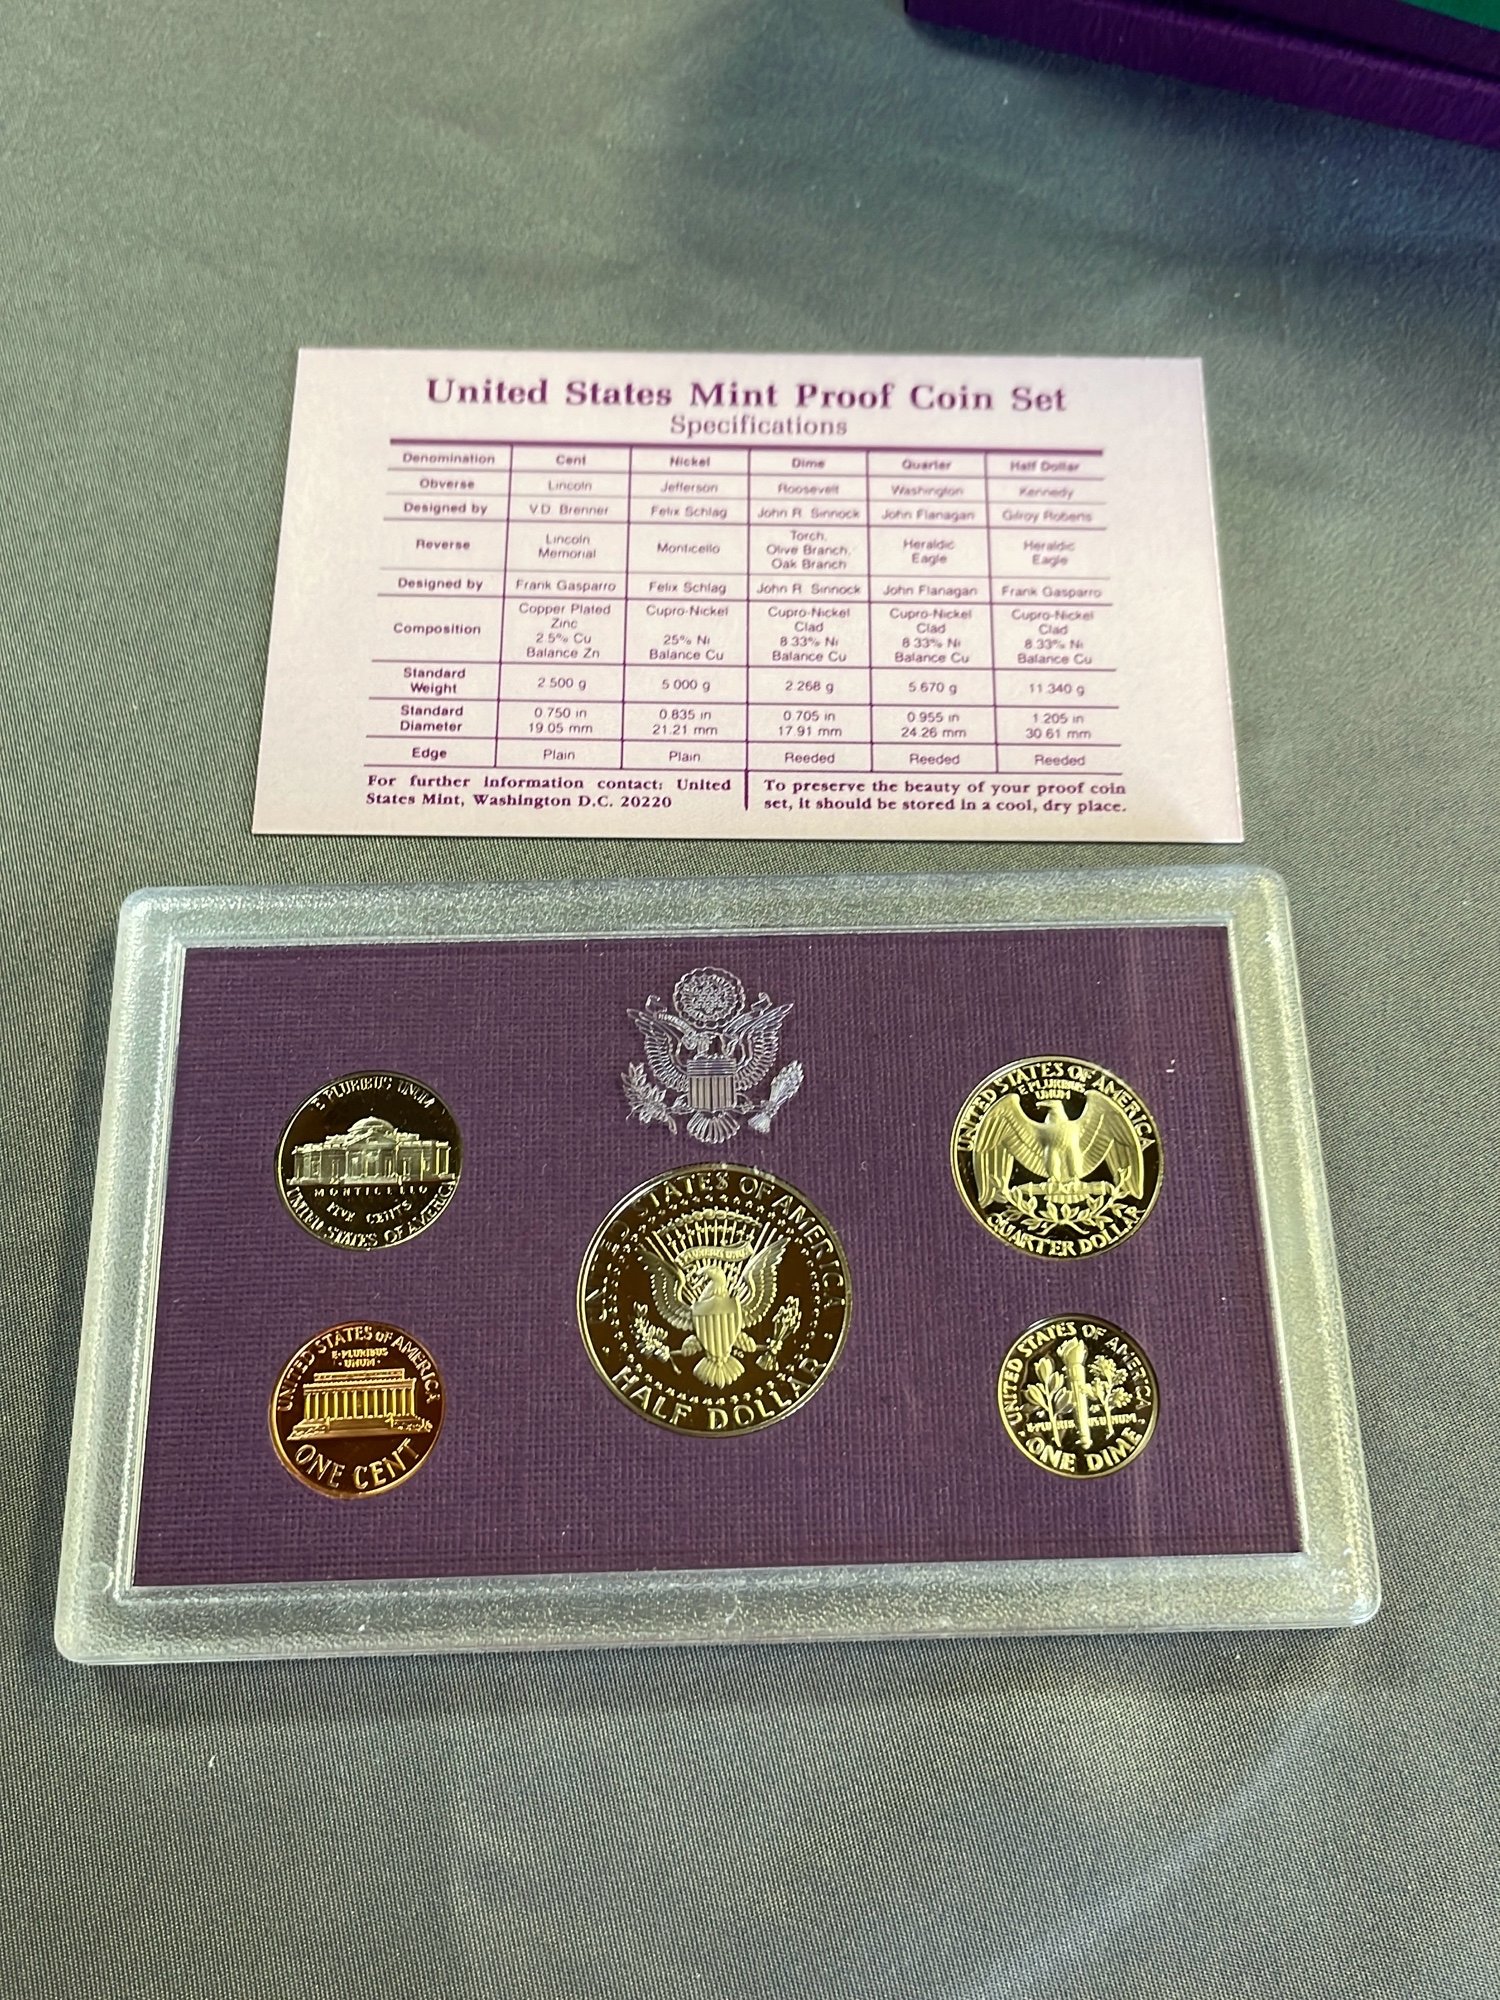 United States Mint Proof Coin Set
Specifications
Denomination Cent Nickel Dime Quarter Half Dollar
Obverse Lincoln Jefferson Roosevelt Washington Kennedy
Designed by V.D. Brenner Felix Schlag John R. Sinnock John Flanagan Gilroy Roberts
Reverse Lincoln Memorial Monticello Torch, Olive Branch, Oak Branch Heraldic Eagle Heraldic Eagle
Designed by Frank Gasparro Felix Schlag John R. Sinnock John Flanagan Frank Gasparro
Composition Copper Plated Zinc 2.5% Cu Balance Zn Cupro-Nickel 25% Ni Balance Cu Cupro-Nickel Clad 8.33% Ni Balance Cu Cupro-Nickel Clad 8.33% Ni Balance Cu Cupro-Nickel Clad 8.33% Ni Balance Cu
Standard Weight 2.500 g 5.000 g 2.268 g 5.670 g 11.340 g
Standard Diameter 0.750 in 19.05 mm 0.835 in 21.21 mm 0.705 in 17.91 mm 0.955 in 24.26 mm 1.205 in 30.61 mm
Edge Plain Plain Reeded Reeded Reeded
For further information contact: United
States Mint, Washington D.C. 20220
To preserve the beauty of your proof coin
set, it should be stored in a cool, dry place.
E PLURIBUS UNUM
MONTICELLO
FIVE CENTS
UNITED STATES OF AMERICA
UNITED STATES OF AMERICA
E PLURIBUS
UNUM
QUARTER DOLLAR
UNITED STATES OF AMERICA
PLURIBUS UNUM
HALF DOLLAR
UNITED STATES OF AMERICA
E·PLURIBUS
·UNUM·
ONE CENT
UNITED STATES OF AMERICA
E·PLURIBUS UNUM
ONE DIME